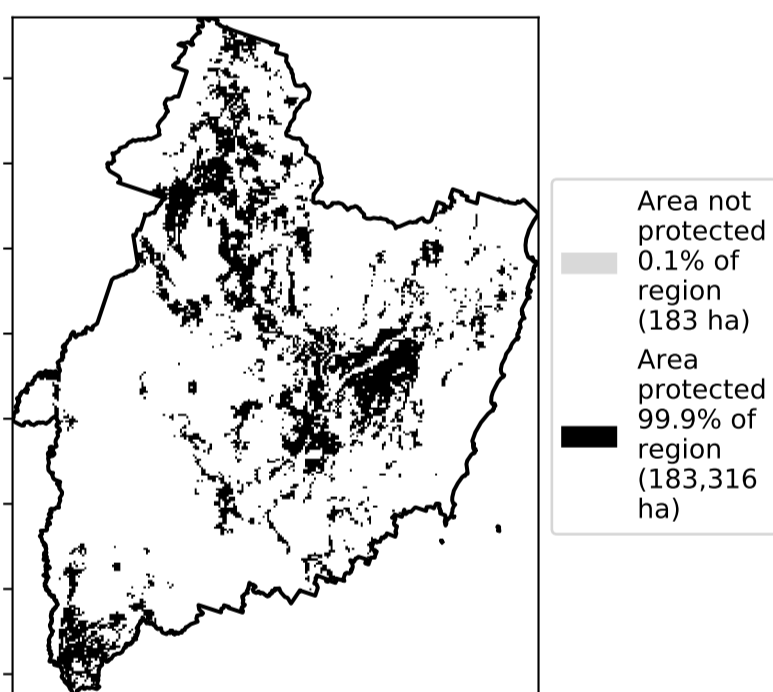 Area not
protected
0.1% of
region
(183 ha)
Area
protected
99.9% of
region
(183,316
ha)